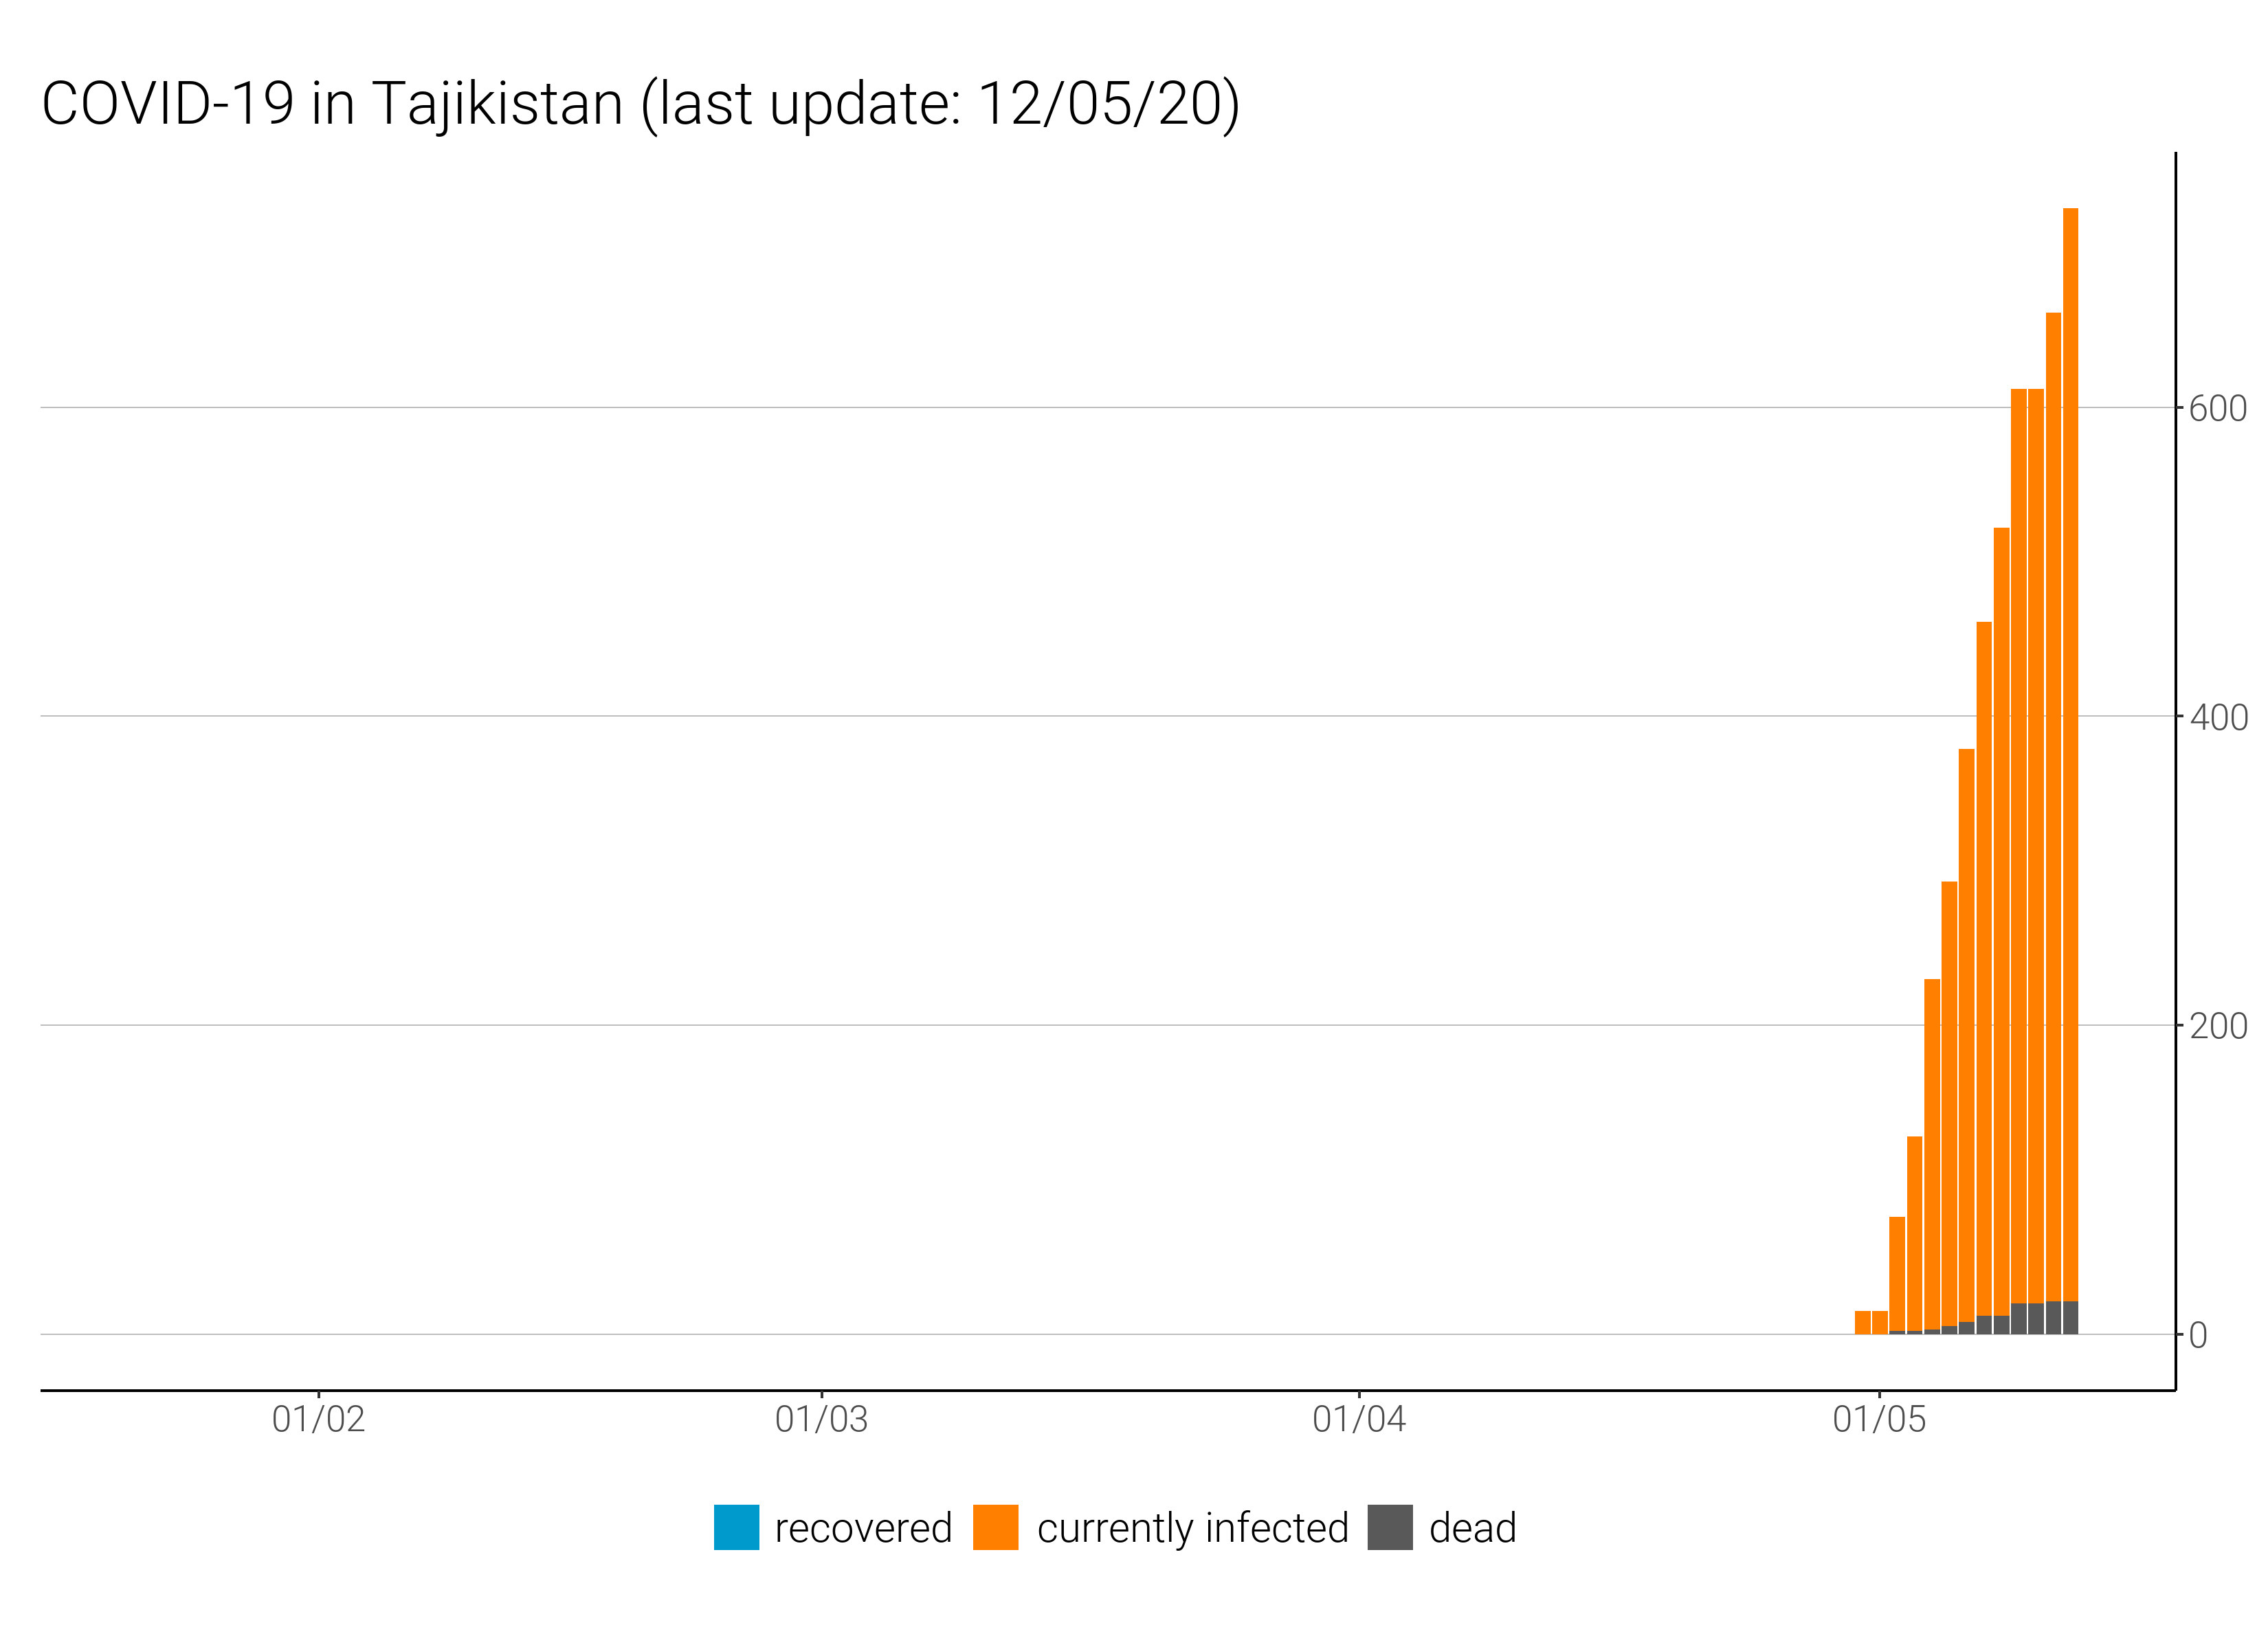 COVID-19 in Tajikistan (last update: 12/05/20)
600
400
200
0
01/02 01/03 01/04 01/05
recovered currently infected dead